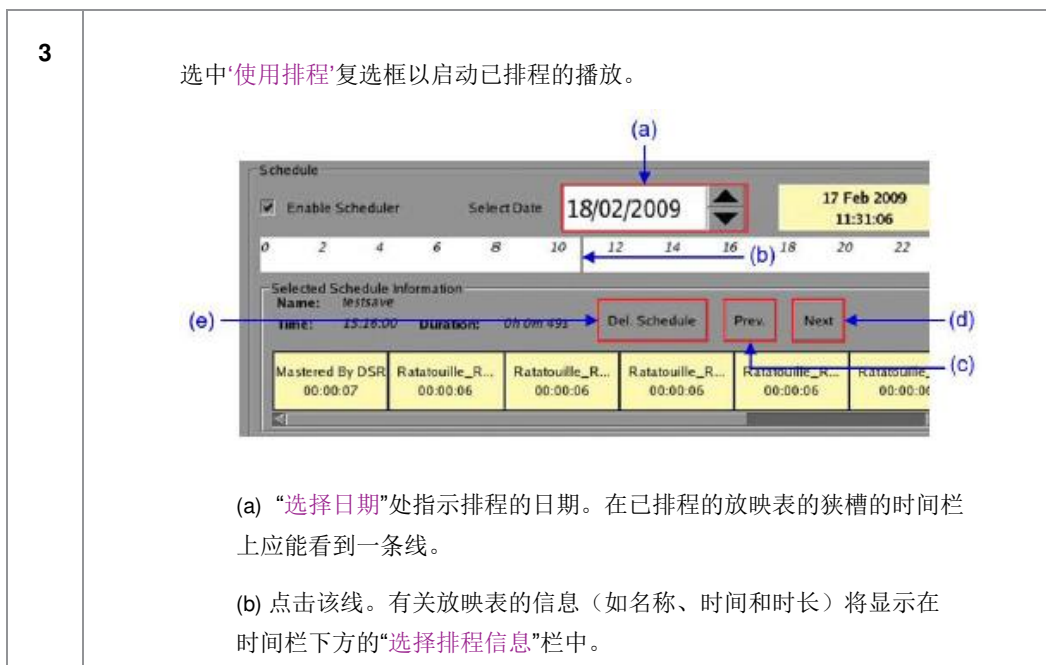 3
选中‘使用排程’复选框以启动已排程的播放。
(a)
Schedule
Enable Scheduler Select Date 18/02/2009 17 Feb 2009
11:31:06
0 2 4 6 8 10 12 14 16 18 20 22
(b)
Selected Schedule Information
Name: testsave
(e) Time: 15:16:00 Duration: 0h 0m 49s Del. Schedule Prev. Next (d)
(c)
Mastered By DSR Ratatouille_R... Ratatouille_R... Ratatouille_R... Ratatouille_R... Ratatouille_
00:00:07 00:00:06 00:00:06 00:00:06 00:00:06 00:00:0
(a) “选择日期”处指示排程的日期。在已排程的放映表的狭槽的时间栏
上应能看到一条线。
(b) 点击该线。有关放映表的信息（如名称、时间和时长）将显示在
时间栏下方的“选择排程信息”栏中。